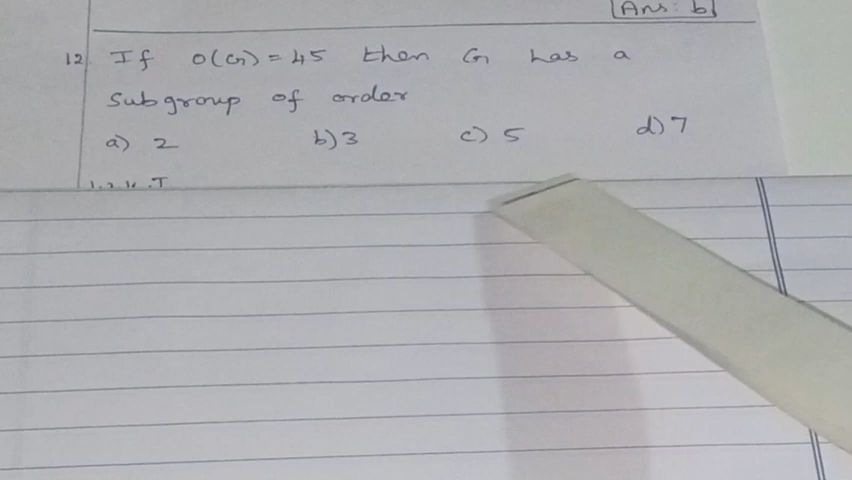 [Ans: b]
12. If O(G) = 45 then G has a
Subgroup of order
a) 2 b) 3 c) 5 d) 7